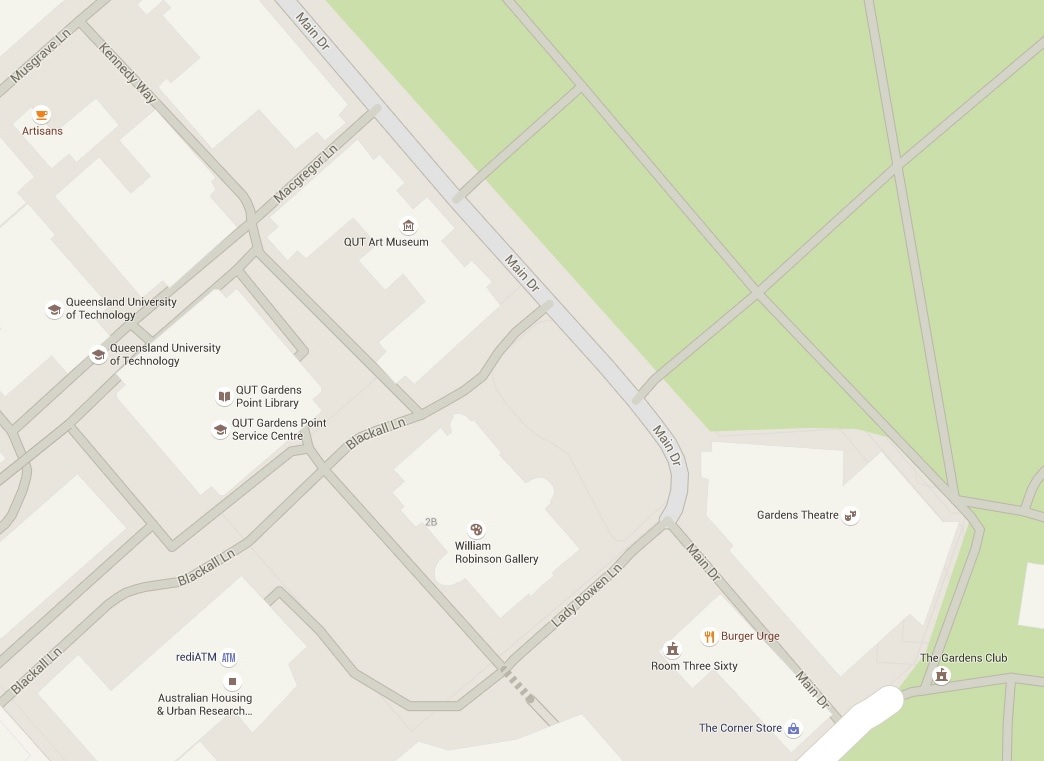 Main Dr
Musgrave Ln
Kennedy Way
Artisans
Macgregor Ln
QUT Art Museum
Main Dr
Queensland University
of Technology
Queensland University
of Technology
QUT Gardens
Point Library
QUT Gardens Point
Service Centre
Blackall Ln
Main Dr
2B
Gardens Theatre
William
Robinson Gallery
Blackall Ln
Main Dr
Lady Bowen Ln
Burger Urge
Room Three Sixty
rediATM
ATM
The Gardens Club
Blackall Ln
Australian Housing
& Urban Research...
Main Dr
The Corner Store